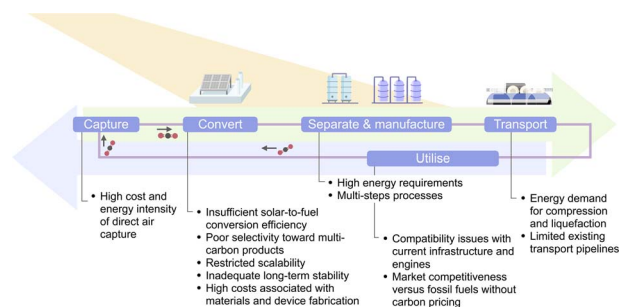 Capture
Convert
Separate & manufacture
Transport
Utilise
• High cost and
energy intensity
of direct air
capture
• Insufficient solar-to-fuel
conversion efficiency
• Poor selectivity toward multi-
carbon products
• Restricted scalability
• Inadequate long-term stability
• High costs associated with
materials and device fabrication
• High energy requirements
• Multi-steps processes
• Compatibility issues with
current infrastructure and
engines
• Market competitiveness
versus fossil fuels without
carbon pricing
• Energy demand
for compression
and liquefaction
• Limited existing
transport pipelines